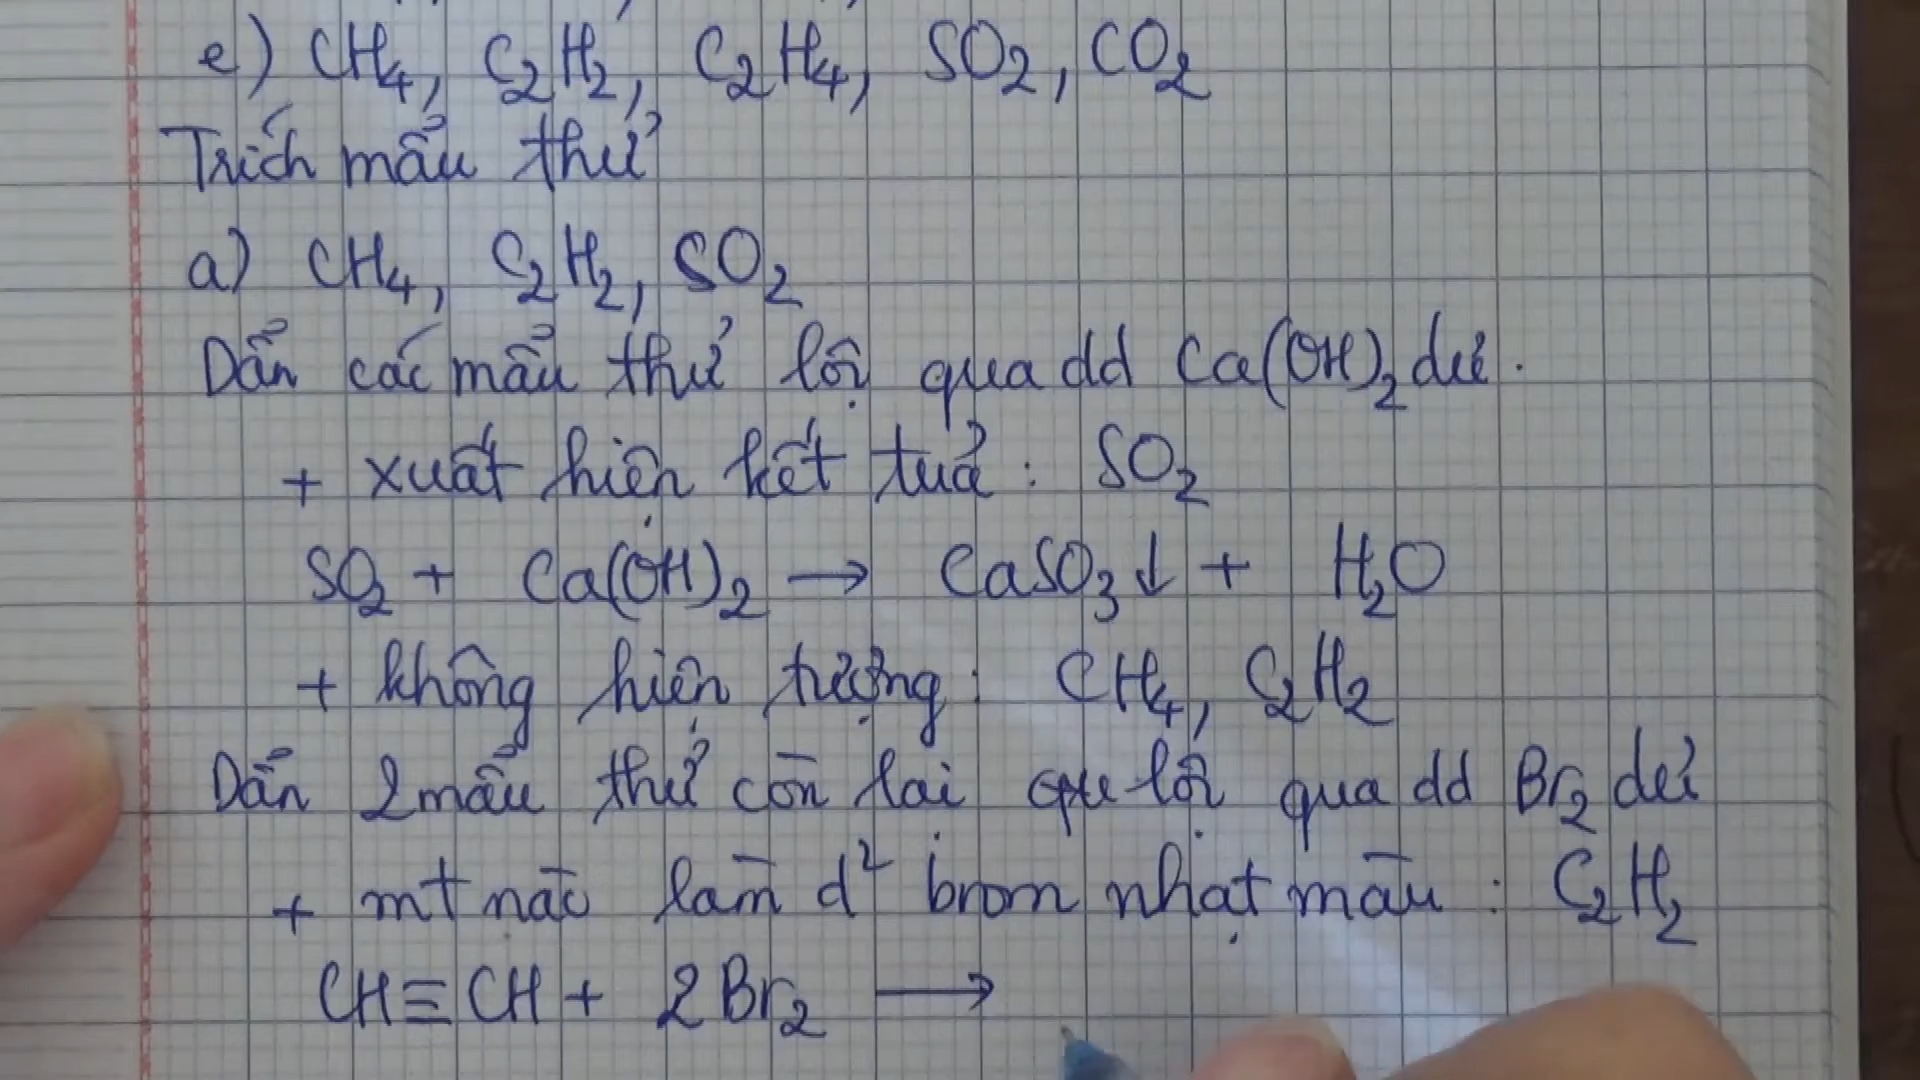 e) CH₄, C₂H₂, C₂H₄, SO₂, CO₂
Trích mẫu thử
a) CH₄, C₂H₂, SO₂
Dẫn các mẫu thử lội qua dd Ca(OH)₂ dư.
+ xuất hiện kết tủa : SO₂
SO₂ + Ca(OH)₂ → CaSO₃↓ + H₂O
+ không hiện tượng : CH₄, C₂H₂
Dẫn 2 mẫu thử còn lại lội qua dd Br₂ dư
+ mt nào làm d² brom nhạt màu : C₂H₂
CH≡CH + 2Br₂ →